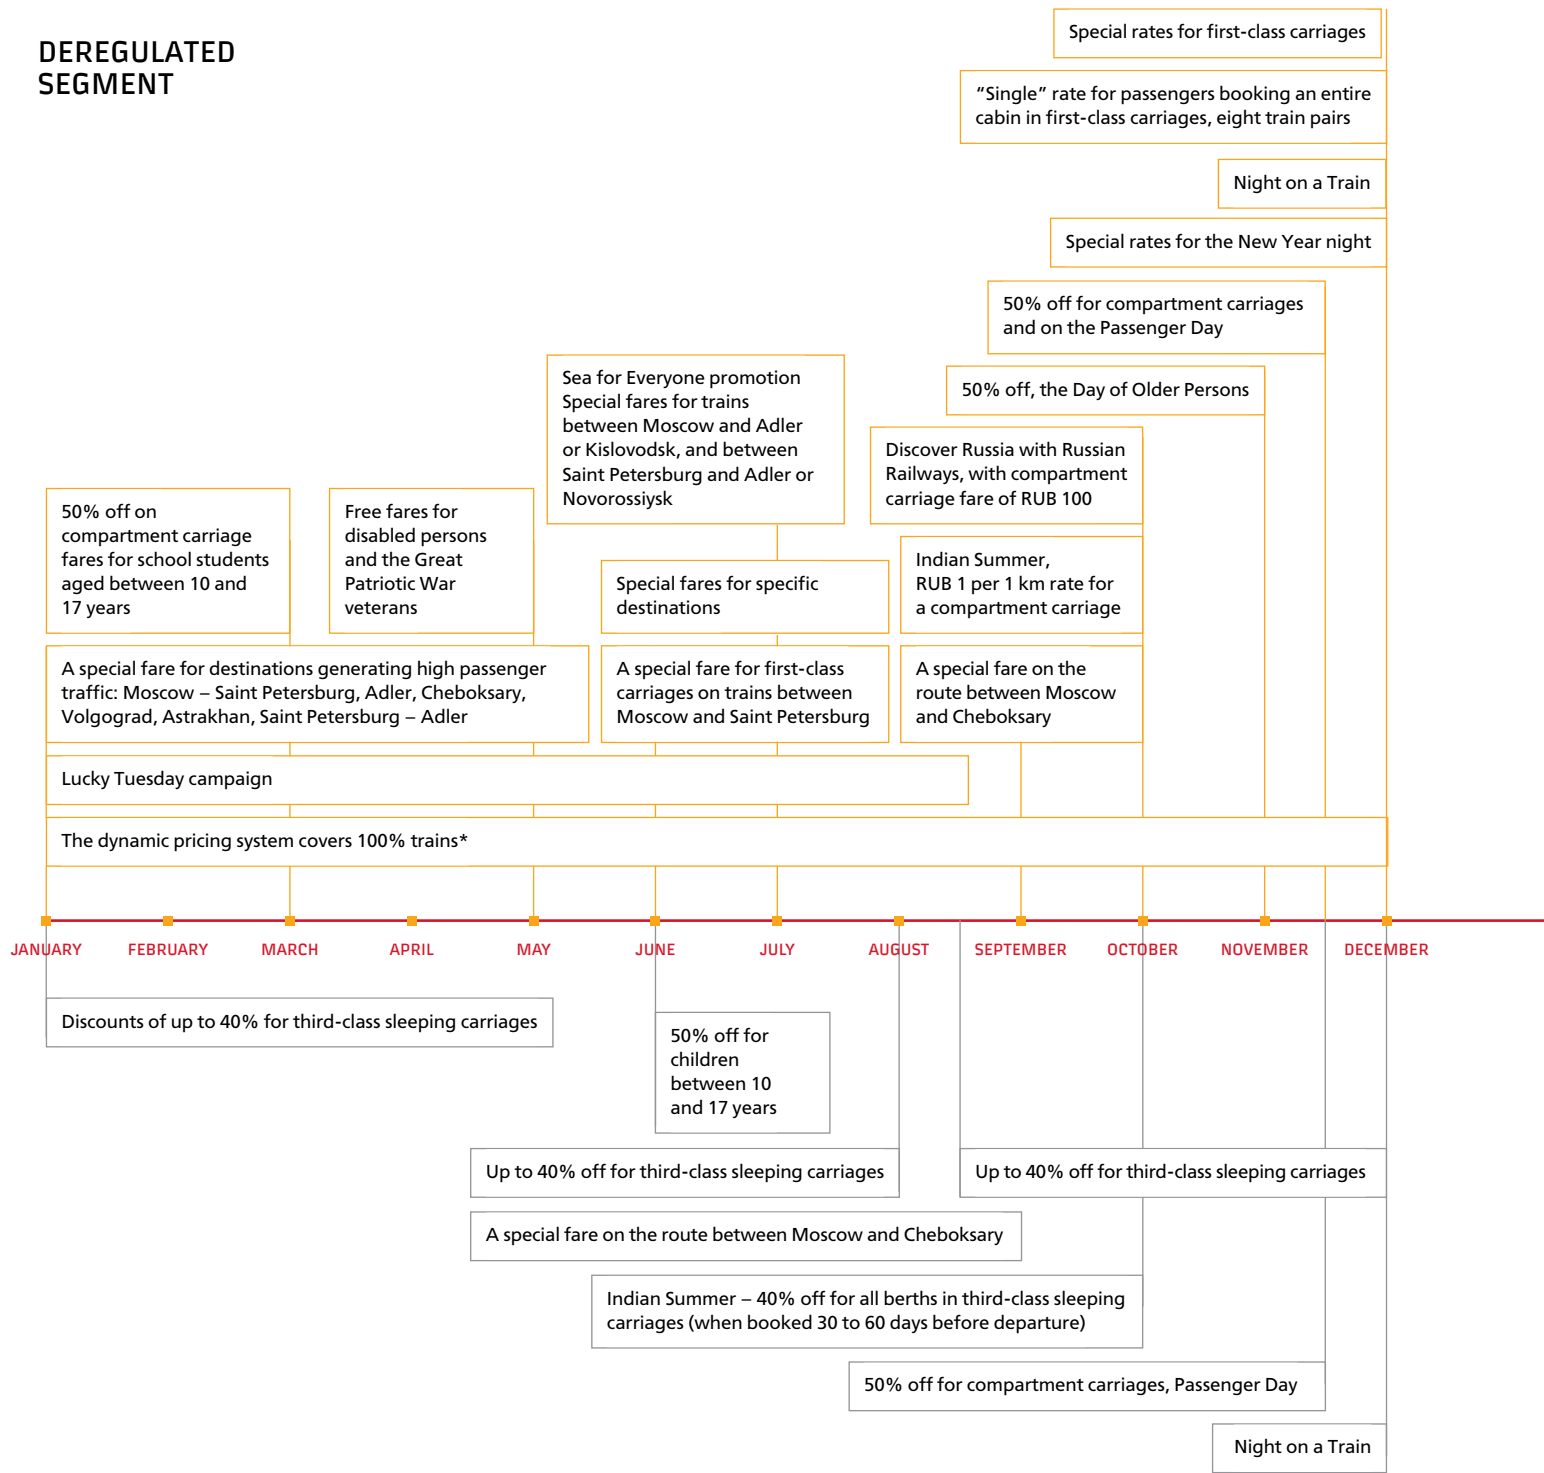 DEREGULATED
SEGMENT
Special rates for first-class carriages
“Single” rate for passengers booking an entire
cabin in first-class carriages, eight train pairs
Night on a Train
Special rates for the New Year night
50% off for compartment carriages
and on the Passenger Day
50% off, the Day of Older Persons
Sea for Everyone promotion
Special fares for trains
between Moscow and Adler
or Kislovodsk, and between
Saint Petersburg and Adler or
Novorossiysk
Discover Russia with Russian
Railways, with compartment
carriage fare of RUB 100
50% off on
compartment carriage
fares for school students
aged between 10 and
17 years
Free fares for
disabled persons
and the Great
Patriotic War
veterans
Special fares for specific
destinations
Indian Summer,
RUB 1 per 1 km rate for
a compartment carriage
A special fare for destinations generating high passenger
traffic: Moscow – Saint Petersburg, Adler, Cheboksary,
Volgograd, Astrakhan, Saint Petersburg – Adler
A special fare for first-class
carriages on trains between
Moscow and Saint Petersburg
A special fare on the
route between Moscow
and Cheboksary
Lucky Tuesday campaign
The dynamic pricing system covers 100% trains*
JANUARY
FEBRUARY
MARCH
APRIL
MAY
JUNE
JULY
AUGUST
SEPTEMBER
OCTOBER
NOVEMBER
DECEMBER
Discounts of up to 40% for third-class sleeping carriages
50% off for
children
between 10
and 17 years
Up to 40% off for third-class sleeping carriages
Up to 40% off for third-class sleeping carriages
A special fare on the route between Moscow and Cheboksary
Indian Summer – 40% off for all berths in third-class sleeping
carriages (when booked 30 to 60 days before departure)
50% off for compartment carriages, Passenger Day
Night on a Train